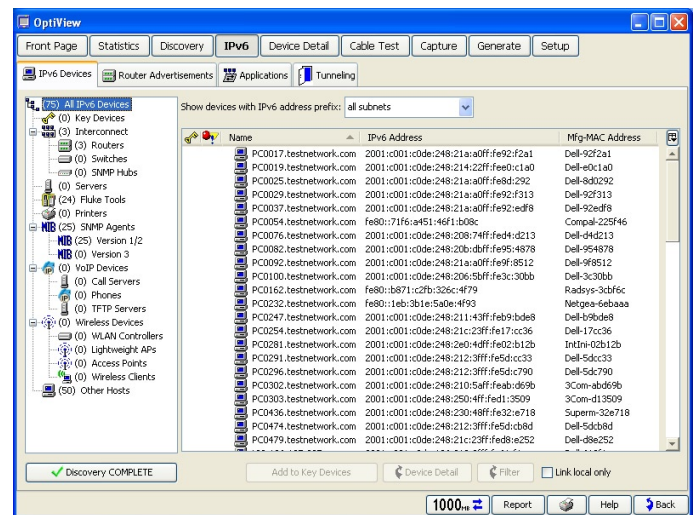 OptiView
Front Page Statistics Discovery IPv6 Device Detail Cable Test Capture Generate Setup
IPv6 Devices Router Advertisements Applications Tunneling
(75) All IPv6 Devices
(0) Key Devices
(3) Interconnect
(3) Routers
(0) Switches
(0) SNMP Hubs
(0) Servers
(24) Fluke Tools
(0) Printers
MIB (25) SNMP Agents
MIB (25) Version 1/2
MIB (0) Version 3
(0) VoIP Devices
(0) Call Servers
(0) Phones
(0) TFTP Servers
(0) Wireless Devices
(0) WLAN Controllers
(0) Lightweight APs
(0) Access Points
(0) Wireless Clients
(50) Other Hosts
Show devices with IPv6 address prefix: all subnets
Name IPv6 Address Mfg-MAC Address
PC0017.testnetwork.com 2001:c001:c0de:248:21a:a0ff:fe92:f2a1 Dell-92f2a1
PC0019.testnetwork.com 2001:c001:c0de:248:214:22ff:fee0:c1a0 Dell-e0c1a0
PC0025.testnetwork.com 2001:c001:c0de:248:21a:a0ff:fe8d:292 Dell-8d0292
PC0029.testnetwork.com 2001:c001:c0de:248:21a:a0ff:fe92:f313 Dell-92f313
PC0037.testnetwork.com 2001:c001:c0de:248:21a:a0ff:fe92:edf8 Dell-92edf8
PC0054.testnetwork.com fe80::71f6:a451:46f1:b08c Compal-225f46
PC0076.testnetwork.com 2001:c001:c0de:248:208:74ff:fed4:d213 Dell-d4d213
PC0082.testnetwork.com 2001:c001:c0de:248:20b:dbff:fe95:4878 Dell-954878
PC0092.testnetwork.com 2001:c001:c0de:248:21a:a0ff:fe9f:8512 Dell-9f8512
PC0100.testnetwork.com 2001:c001:c0de:248:206:5bff:fe3c:30bb Dell-3c30bb
PC0162.testnetwork.com fe80::b871:c2fb:326c:4f79 Radsys-3cbf6c
PC0232.testnetwork.com fe80::1eb:3b1e:5a0e:4f93 Netgea-6ebaaa
PC0247.testnetwork.com 2001:c001:c0de:248:211:43ff:feb9:bde8 Dell-b9bde8
PC0254.testnetwork.com 2001:c001:c0de:248:21c:23ff:fe17:cc36 Dell-17cc36
PC0281.testnetwork.com 2001:c001:c0de:248:2e0:4dff:fe02:b12b IntIni-02b12b
PC0291.testnetwork.com 2001:c001:c0de:248:212:3fff:fe5d:cc33 Dell-5dcc33
PC0296.testnetwork.com 2001:c001:c0de:248:212:3fff:fe5d:c790 Dell-5dc790
PC0302.testnetwork.com 2001:c001:c0de:248:210:5aff:feab:d69b 3Com-abd69b
PC0303.testnetwork.com 2001:c001:c0de:248:250:4ff:fed1:3509 3Com-d13509
PC0436.testnetwork.com 2001:c001:c0de:248:230:48ff:fe32:e718 Superm-32e718
PC0474.testnetwork.com 2001:c001:c0de:248:212:3fff:fe5d:cb8d Dell-5dcb8d
PC0479.testnetwork.com 2001:c001:c0de:248:21c:23ff:fed8:e252 Dell-d8e252
Discovery COMPLETE Add to Key Devices Device Detail Filter Link local only
1000MB Report Help Back